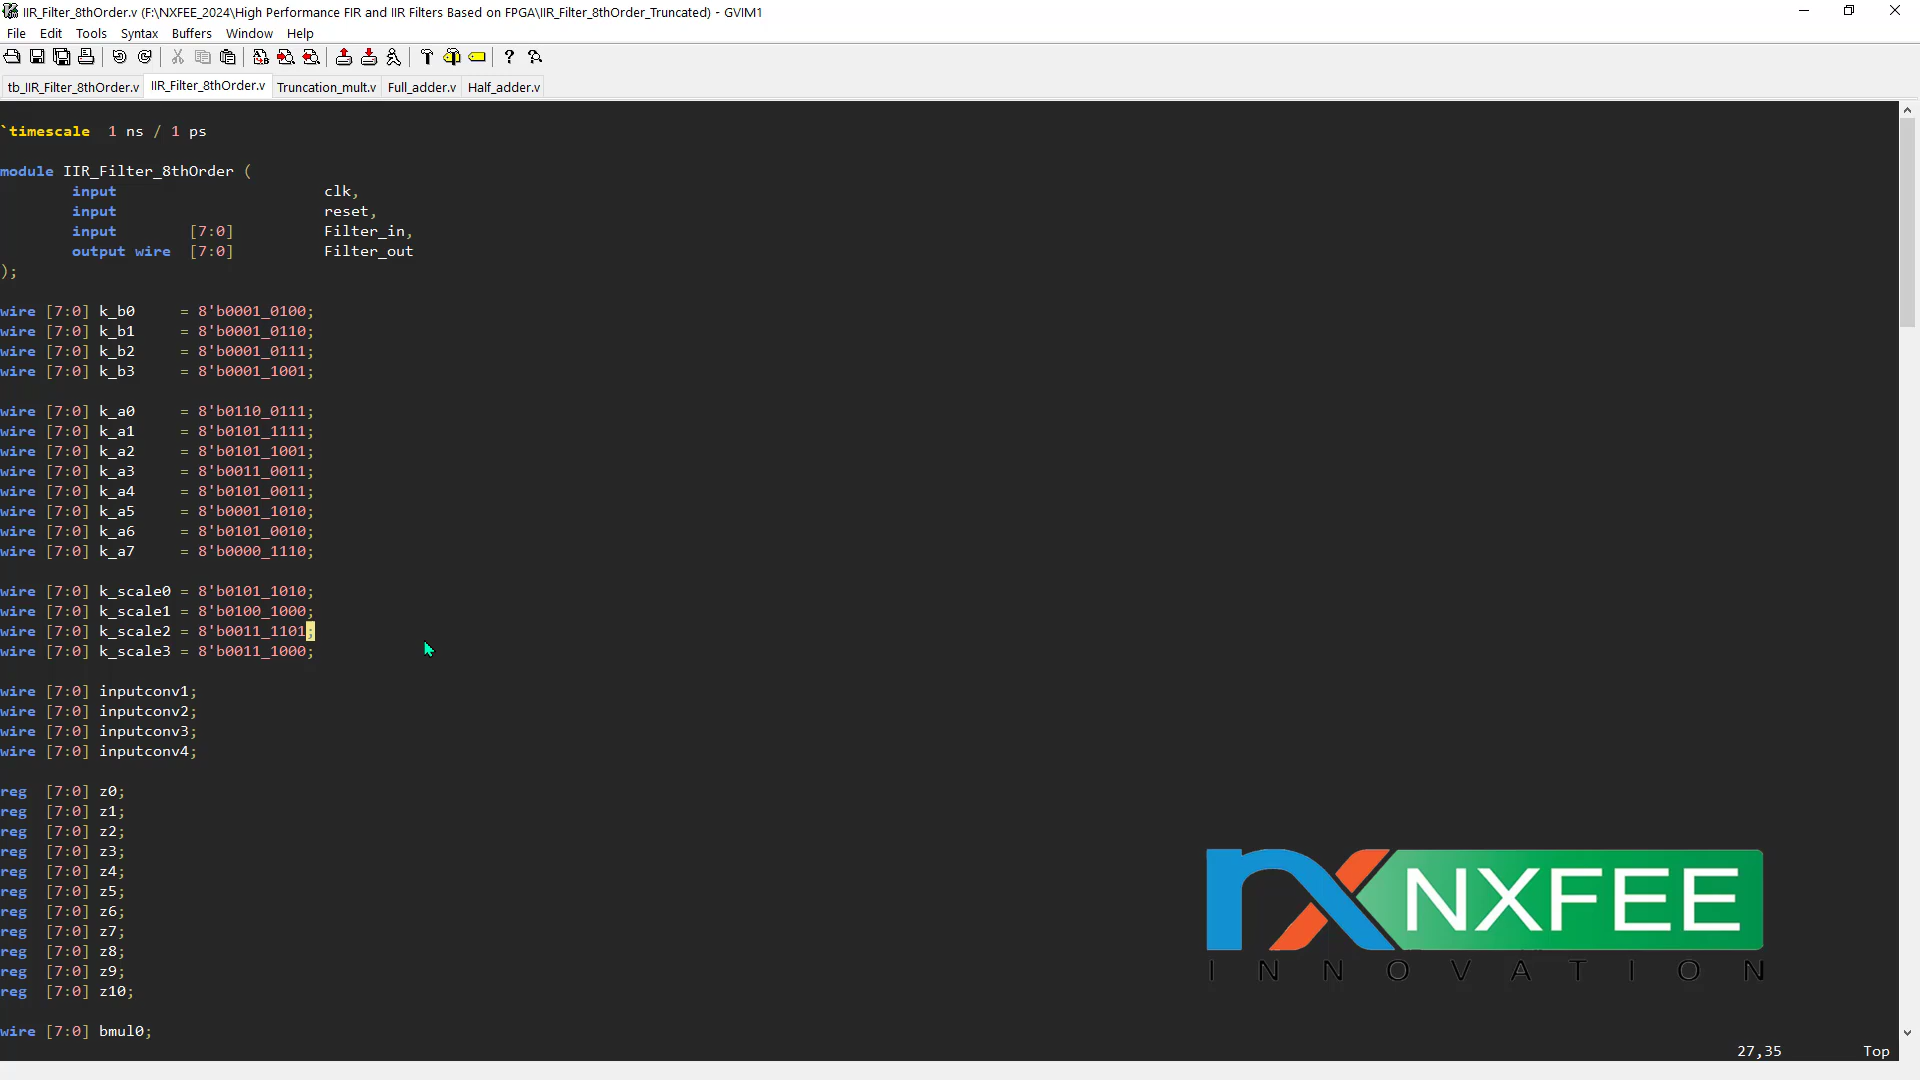 IIR_Filter_8thOrder.v (F:\NXFEE_2024\High Performance FIR and IIR Filters Based on FPGA\IIR_Filter_8thOrder_Truncated) - GVIM1
File Edit Tools Syntax Buffers Window Help
tb_IIR_Filter_8thOrder.v IIR_Filter_8thOrder.v Truncation_mult.v Full_adder.v Half_adder.v
`timescale 1 ns / 1 ps
module IIR_Filter_8thOrder (
input clk,
input reset,
input [7:0] Filter_in,
output wire [7:0] Filter_out
);
wire [7:0] k_b0 = 8'b0001_0100;
wire [7:0] k_b1 = 8'b0001_0110;
wire [7:0] k_b2 = 8'b0001_0111;
wire [7:0] k_b3 = 8'b0001_1001;
wire [7:0] k_a0 = 8'b0110_0111;
wire [7:0] k_a1 = 8'b0101_1111;
wire [7:0] k_a2 = 8'b0101_1001;
wire [7:0] k_a3 = 8'b0011_0011;
wire [7:0] k_a4 = 8'b0101_0011;
wire [7:0] k_a5 = 8'b0001_1010;
wire [7:0] k_a6 = 8'b0101_0010;
wire [7:0] k_a7 = 8'b0000_1110;
wire [7:0] k_scale0 = 8'b0101_1010;
wire [7:0] k_scale1 = 8'b0100_1000;
wire [7:0] k_scale2 = 8'b0011_1101;
wire [7:0] k_scale3 = 8'b0011_1000;
wire [7:0] inputconv1;
wire [7:0] inputconv2;
wire [7:0] inputconv3;
wire [7:0] inputconv4;
reg [7:0] z0;
reg [7:0] z1;
reg [7:0] z2;
reg [7:0] z3;
reg [7:0] z4;
reg [7:0] z5;
reg [7:0] z6;
reg [7:0] z7;
reg [7:0] z8;
reg [7:0] z9;
reg [7:0] z10;
wire [7:0] bmul0;
NXFEE
INNOVATION
27,35 Top